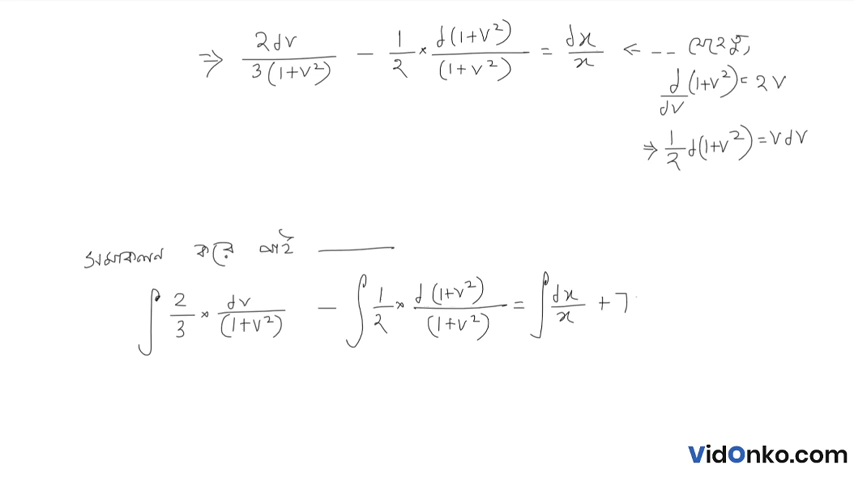 ⇒ 2dv/3(1+v²) − 1/2 × d(1+v²)/(1+v²) = dx/x ← -- যেহেতু,
d/dv (1+v²) = 2v
⇒ 1/2 d(1+v²) = vdv
সমাকলন করে পাই ———
∫ 2/3 × dv/(1+v²) − ∫ 1/2 × d(1+v²)/(1+v²) = ∫ dx/x + 7
VidOnko.com